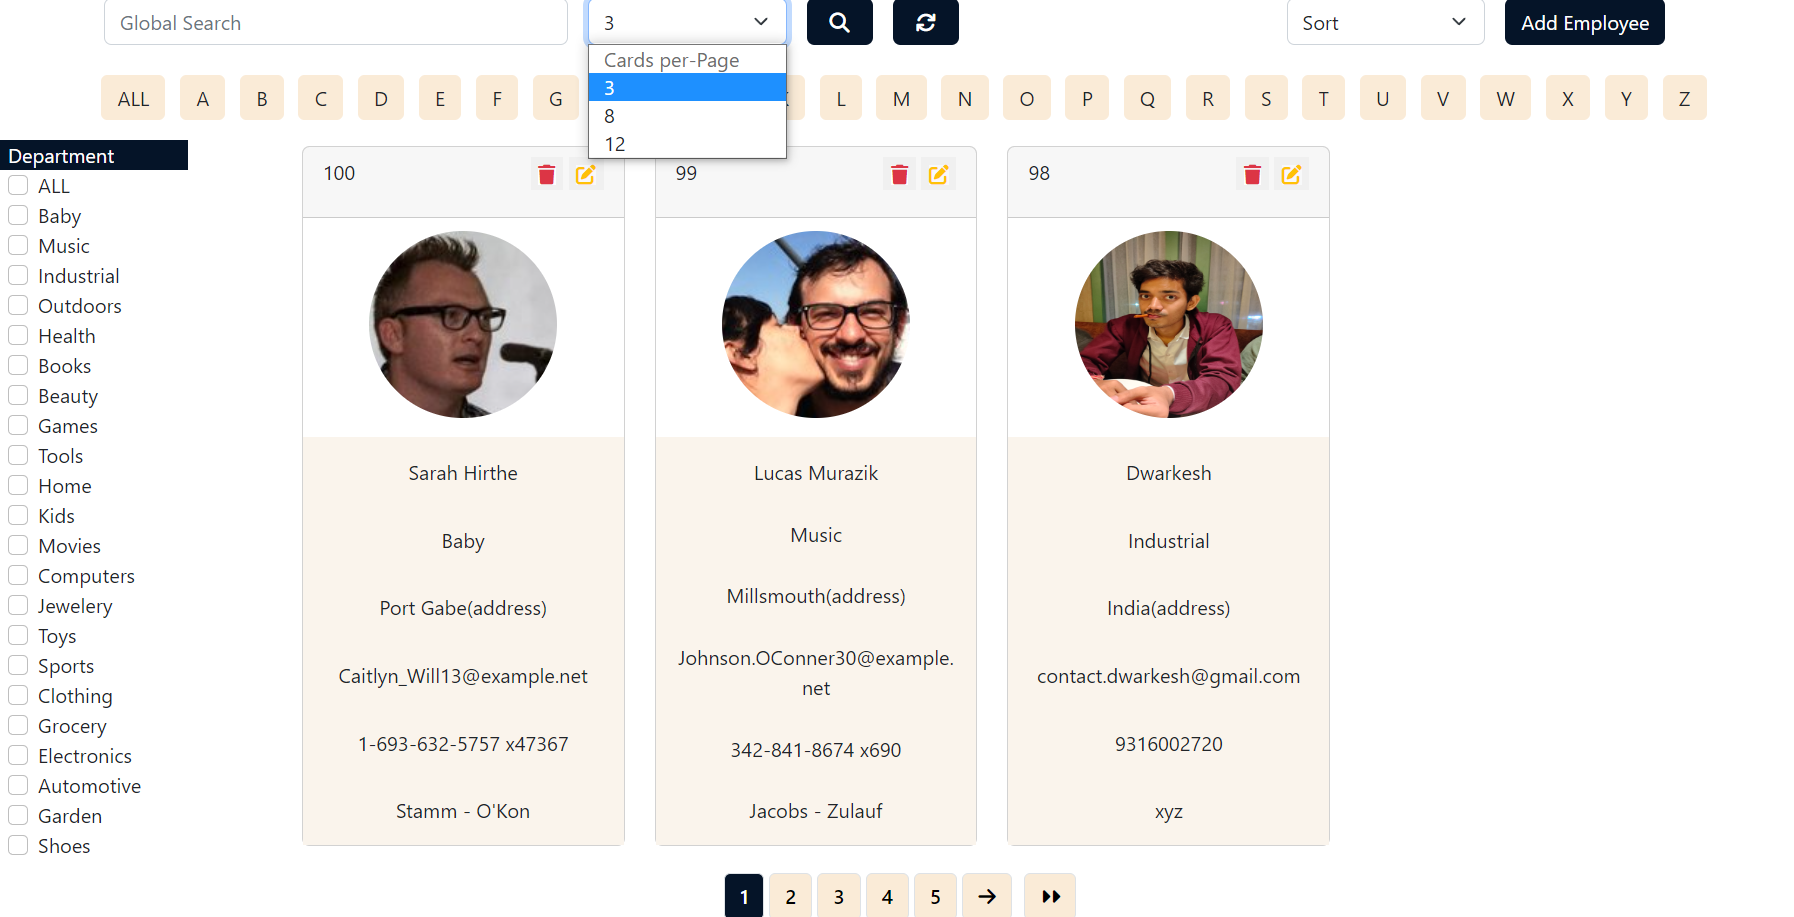 Global Search
3
Sort
Add Employee
Cards per-Page
3
8
12
ALL A B C D E F G L M N O P Q R S T U V W X Y Z
Department
ALL
Baby
Music
Industrial
Outdoors
Health
Books
Beauty
Games
Tools
Home
Kids
Movies
Computers
Jewelery
Toys
Sports
Clothing
Grocery
Electronics
Automotive
Garden
Shoes
100
Sarah Hirthe
Baby
Port Gabe(address)
Caitlyn_Will13@example.net
1-693-632-5757 x47367
Stamm - O'Kon
99
Lucas Murazik
Music
Millsmouth(address)
Johnson.OConner30@example.
net
342-841-8674 x690
Jacobs - Zulauf
98
Dwarkesh
Industrial
India(address)
contact.dwarkesh@gmail.com
9316002720
xyz
1 2 3 4 5